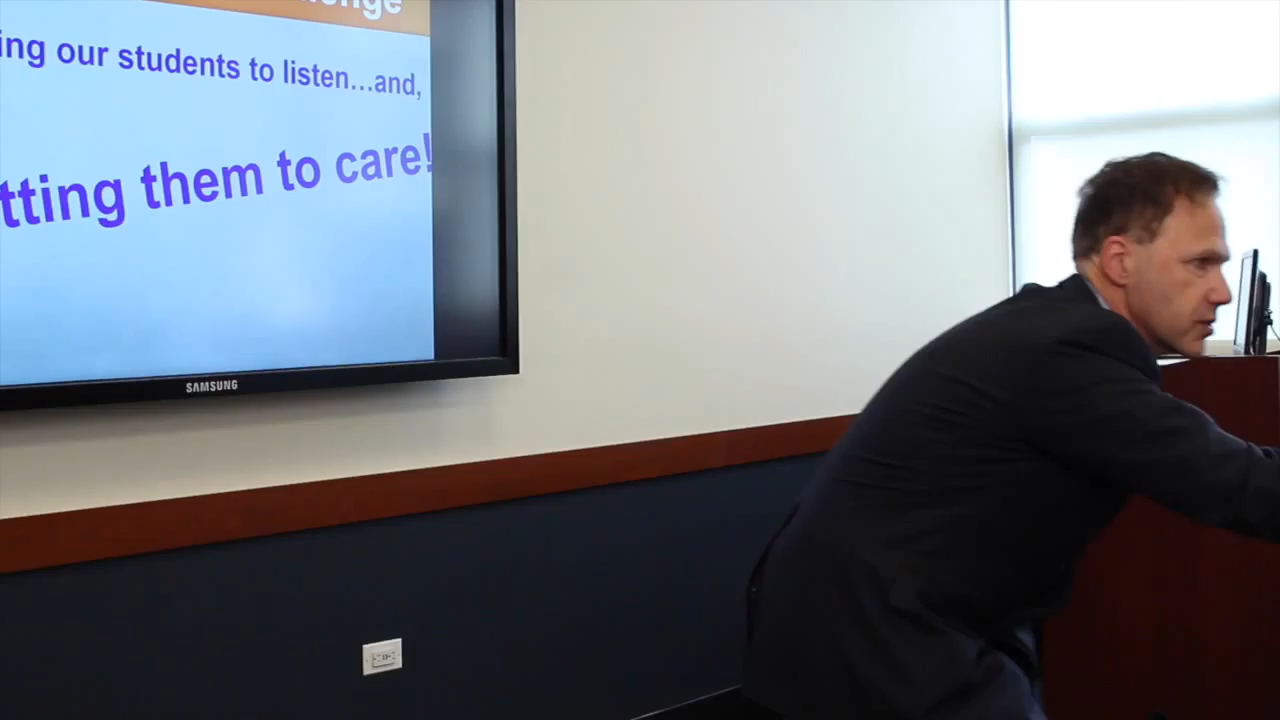 ing our students to listen...and,
tting them to care!
SAMSUNG